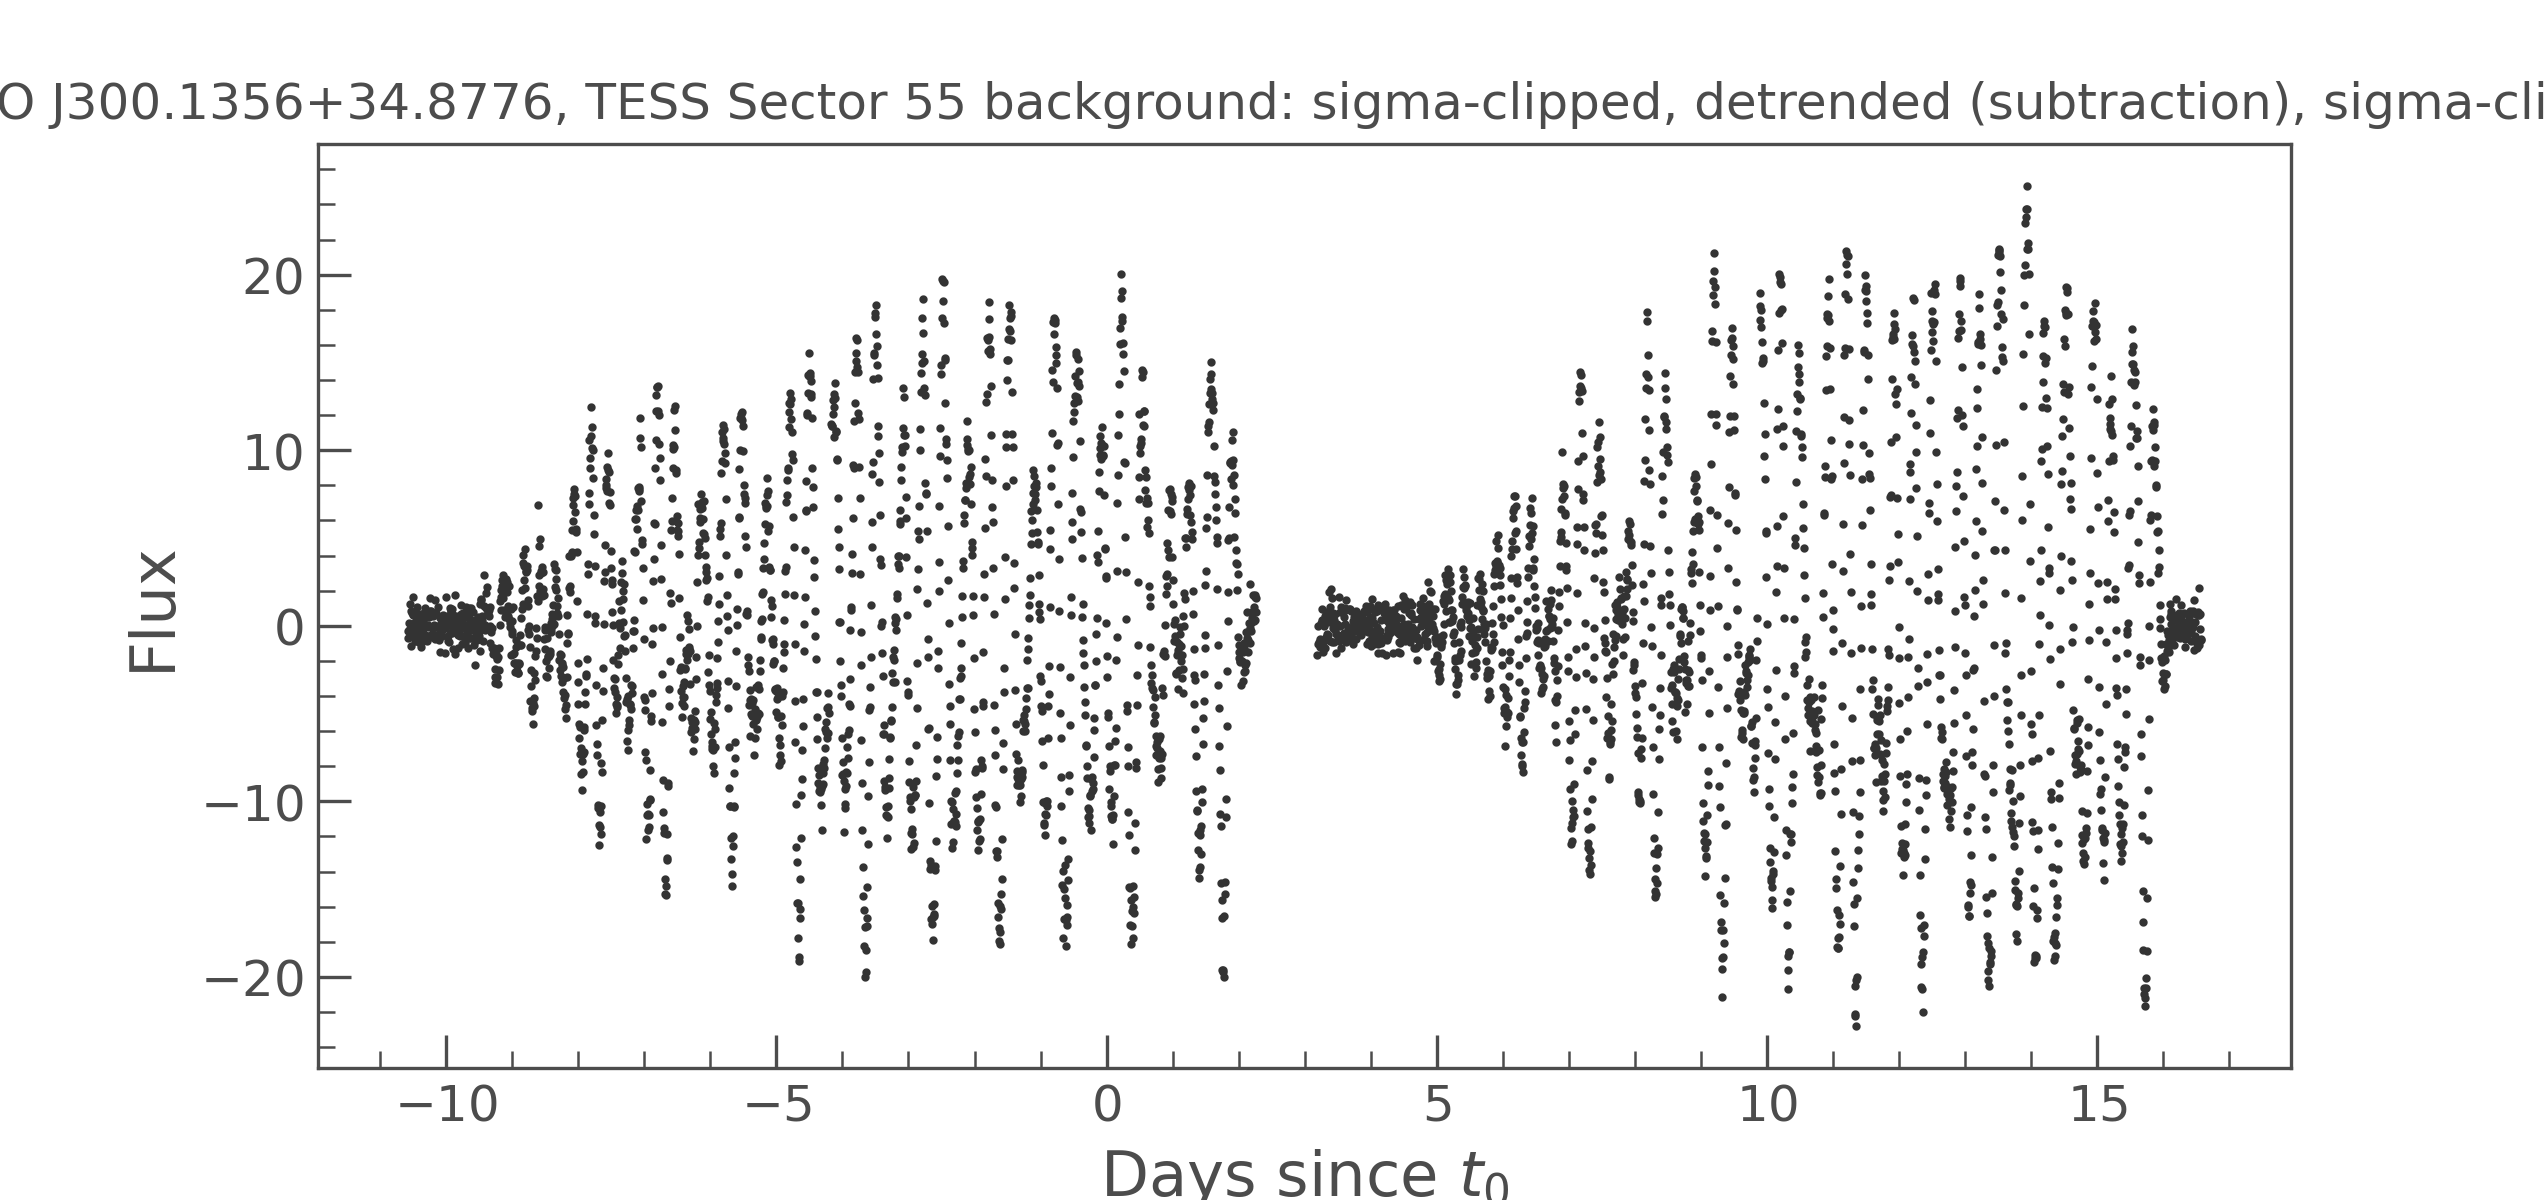 O J300.1356+34.8776, TESS Sector 55 background: sigma-clipped, detrended (subtraction), sigma-cli
Flux
20
10
0
−10
−20
−10 −5 0 5 10 15
Days since t0